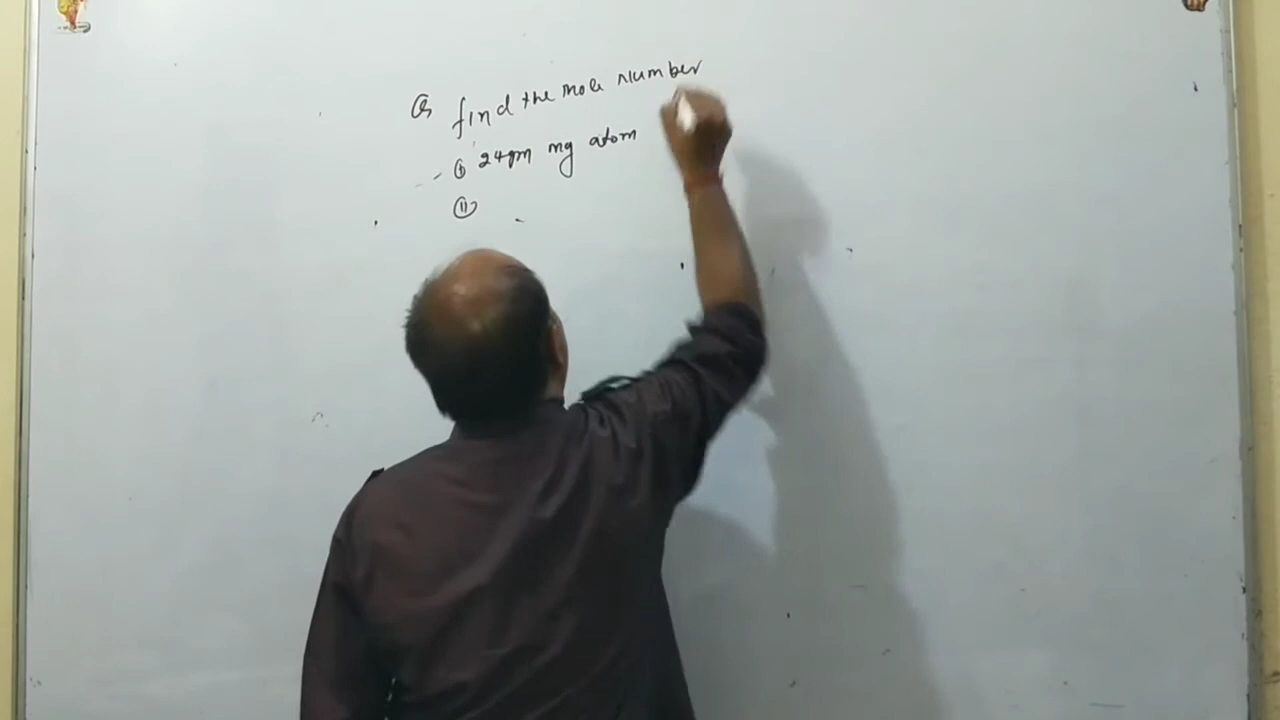 Q find the mole number
(i) 24gm mg atom
(ii)